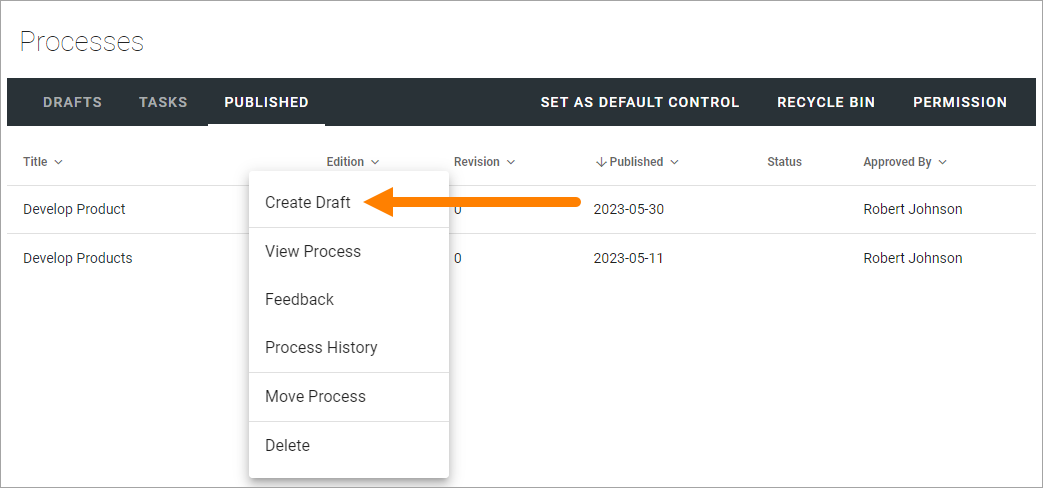 Processes
DRAFTS TASKS PUBLISHED SET AS DEFAULT CONTROL RECYCLE BIN PERMISSION
Title Edition Revision Published Status Approved By
Develop Product 0 2023-05-30 Robert Johnson
Develop Products 0 2023-05-11 Robert Johnson
Create Draft
View Process
Feedback
Process History
Move Process
Delete